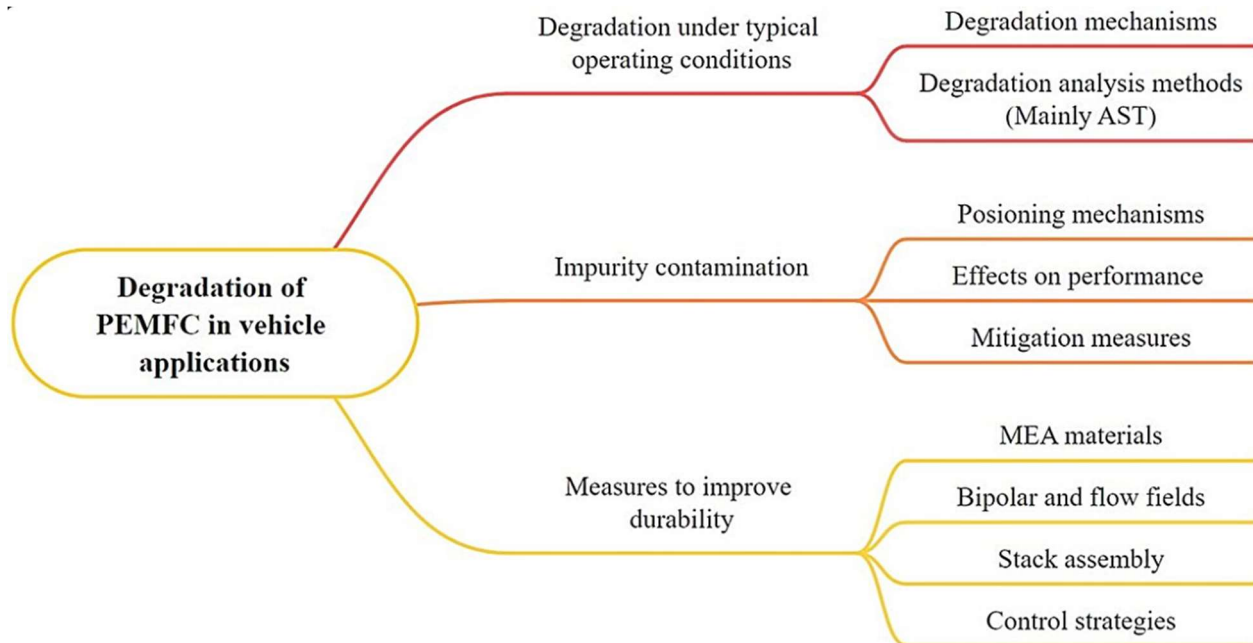 Degradation of
PEMFC in vehicle
applications
Degradation under typical
operating conditions
Degradation mechanisms
Degradation analysis methods
(Mainly AST)
Impurity contamination
Posioning mechanisms
Effects on performance
Mitigation measures
Measures to improve
durability
MEA materials
Bipolar and flow fields
Stack assembly
Control strategies